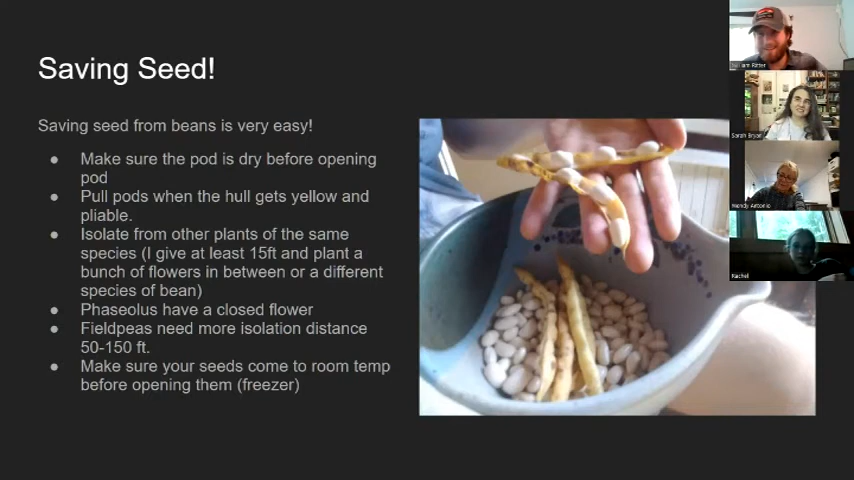 Saving Seed!
Saving seed from beans is very easy!
● Make sure the pod is dry before opening
pod
● Pull pods when the hull gets yellow and
pliable.
● Isolate from other plants of the same
species (I give at least 15ft and plant a
bunch of flowers in between or a different
species of bean)
● Phaseolus have a closed flower
● Fieldpeas need more isolation distance
50-150 ft.
● Make sure your seeds come to room temp
before opening them (freezer)
Ritter
Sarah Bryan
Wendy Antonio
Rachel